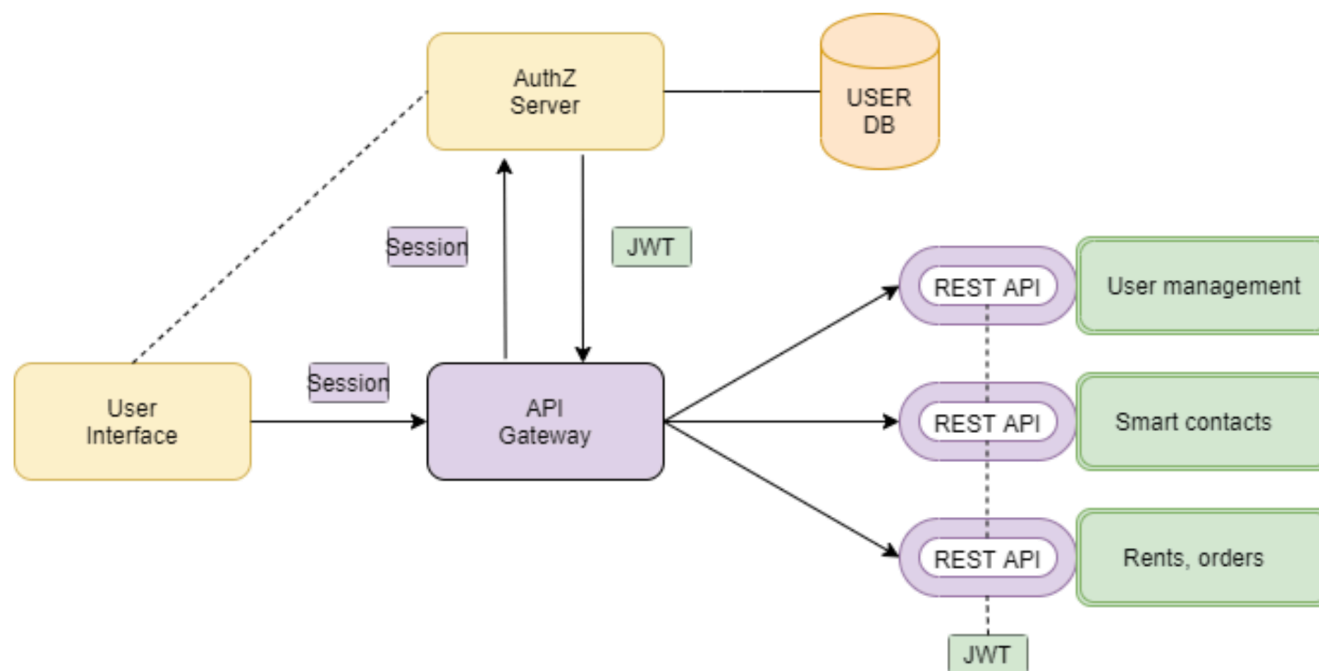 AuthZ
Server
USER
DB
Session
JWT
REST API
User management
User
Interface
Session
API
Gateway
REST API
Smart contacts
REST API
Rents, orders
JWT